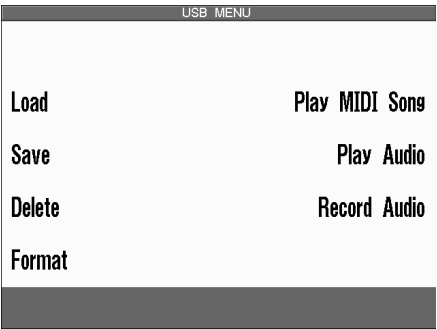 USB MENU
Load
Play MIDI Song
Save
Play Audio
Delete
Record Audio
Format